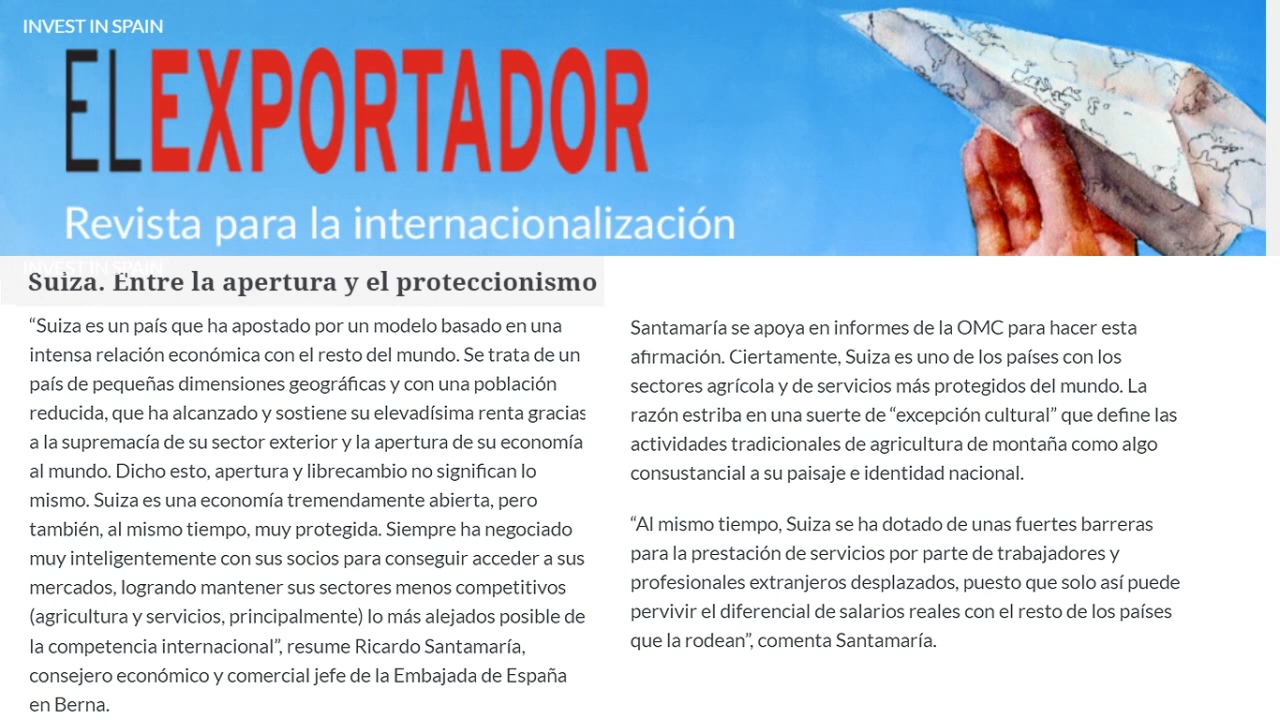 INVEST IN SPAIN
EL EXPORTADOR
Revista para la internacionalización
INVEST IN SPAIN
Suiza. Entre la apertura y el proteccionismo
“Suiza es un país que ha apostado por un modelo basado en una
intensa relación económica con el resto del mundo. Se trata de un
país de pequeñas dimensiones geográficas y con una población
reducida, que ha alcanzado y sostiene su elevadísima renta gracias
a la supremacía de su sector exterior y la apertura de su economía
al mundo. Dicho esto, apertura y librecambio no significan lo
mismo. Suiza es una economía tremendamente abierta, pero
también, al mismo tiempo, muy protegida. Siempre ha negociado
muy inteligentemente con sus socios para conseguir acceder a sus
mercados, logrando mantener sus sectores menos competitivos
(agricultura y servicios, principalmente) lo más alejados posible de
la competencia internacional”, resume Ricardo Santamaría,
consejero económico y comercial jefe de la Embajada de España
en Berna.
Santamaría se apoya en informes de la OMC para hacer esta
afirmación. Ciertamente, Suiza es uno de los países con los
sectores agrícola y de servicios más protegidos del mundo. La
razón estriba en una suerte de “excepción cultural” que define las
actividades tradicionales de agricultura de montaña como algo
consustancial a su paisaje e identidad nacional.
“Al mismo tiempo, Suiza se ha dotado de unas fuertes barreras
para la prestación de servicios por parte de trabajadores y
profesionales extranjeros desplazados, puesto que solo así puede
pervivir el diferencial de salarios reales con el resto de los países
que la rodean”, comenta Santamaría.